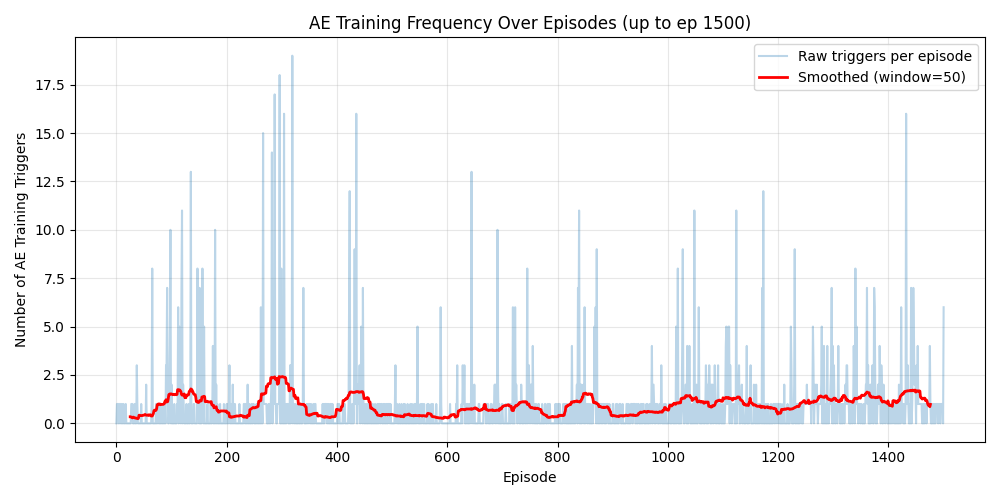 AE Training Frequency Over Episodes (up to ep 1500)
Raw triggers per episode
Smoothed (window=50)
Number of AE Training Triggers
17.5
15.0
12.5
10.0
7.5
5.0
2.5
0.0
0 200 400 600 800 1000 1200 1400
Episode